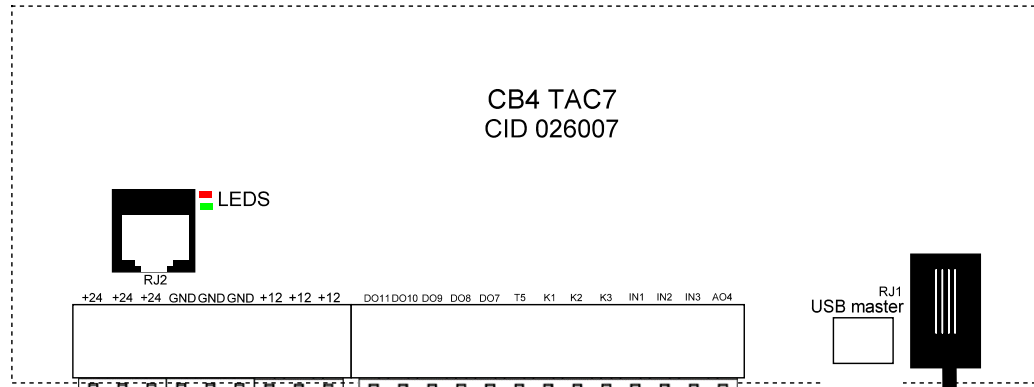 CB4 TAC7
CID 026007
LEDS
RJ2
+24 +24 +24 GND GND GND +12 +12 +12
DO11 DO10 DO9 DO8 DO7 T5 K1 K2 K3 IN1 IN2 IN3 AO4
RJ1
USB master